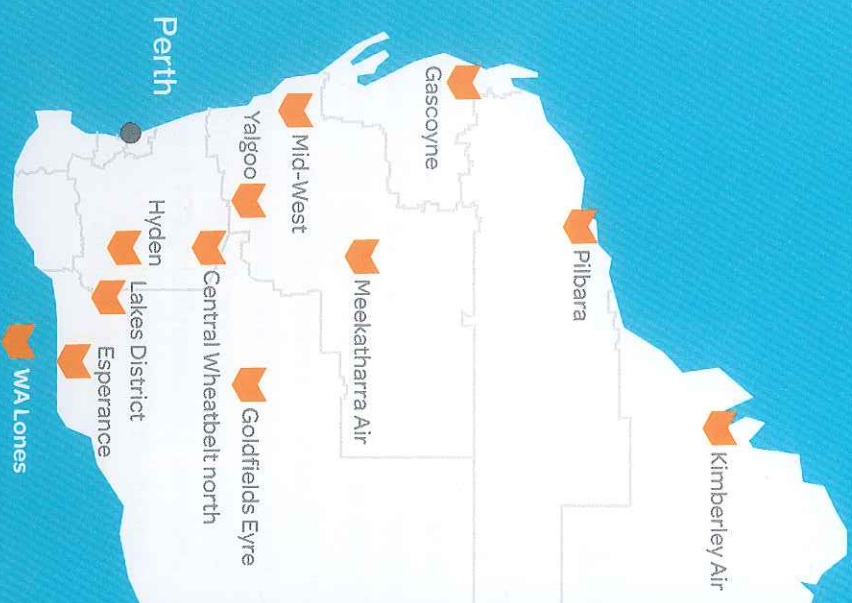 Kimberley Air
Pilbara
Gascoyne
Meekatharra Air
Mid-West
Yalgoo
Goldfields Eyre
Central Wheatbelt north
Perth
Hyden
Lakes District
Esperance
WA Lones